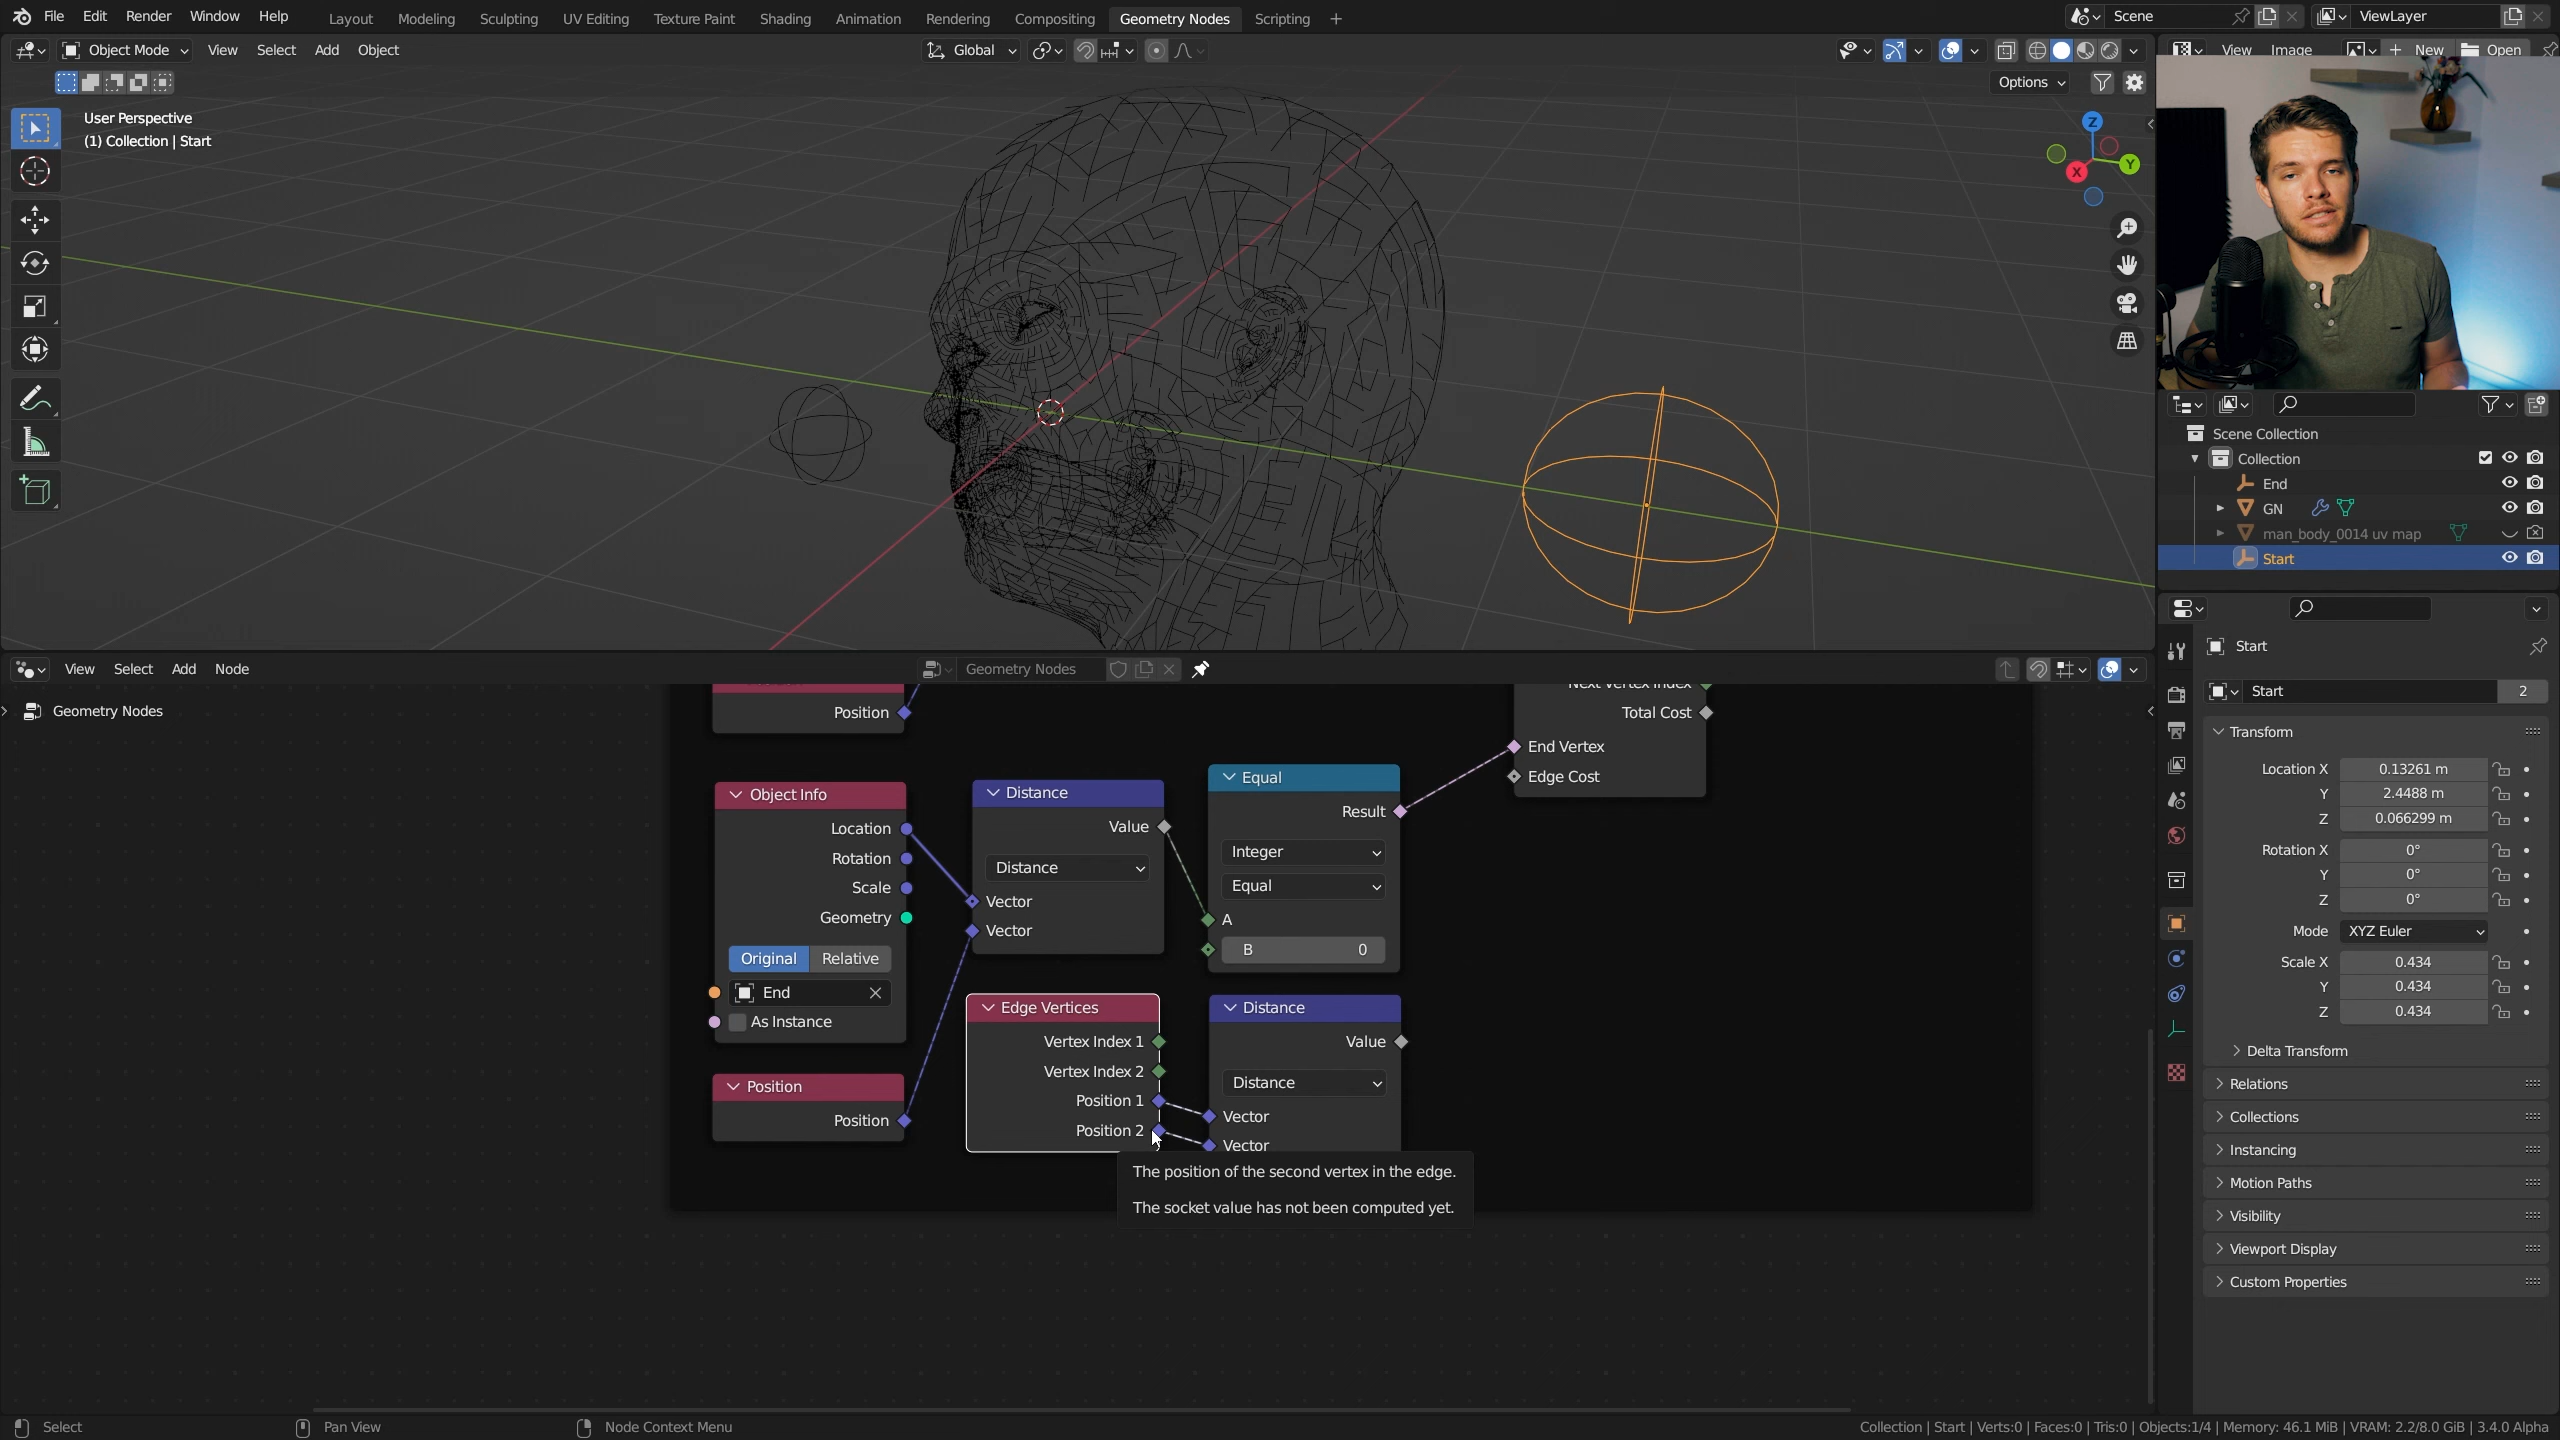 File Edit Render Window Help Layout Modeling Sculpting UV Editing Texture Paint Shading Animation Rendering Compositing Geometry Nodes Scripting + Scene ViewLayer
Object Mode View Select Add Object Global View Image New Open
Options
User Perspective
(1) Collection | Start
Z
Y
X
Scene Collection
Collection
End
GN
man_body_0014 uv map
Start
Start
Start 2
Transform
Location X 0.13261 m
Y 2.4488 m
Z 0.066299 m
Rotation X 0°
Y 0°
Z 0°
Mode XYZ Euler
Scale X 0.434
Y 0.434
Z 0.434
Delta Transform
Relations
Collections
Instancing
Motion Paths
Visibility
Viewport Display
Custom Properties
View Select Add Node Geometry Nodes
Geometry Nodes
Position
Object Info
Location
Rotation
Scale
Geometry
Original Relative
End
As Instance
Position
Position
Distance
Value
Distance
Vector
Vector
Equal
Result
Integer
Equal
A
B 0
Next Vertex Index
Total Cost
End Vertex
Edge Cost
Edge Vertices
Vertex Index 1
Vertex Index 2
Position 1
Position 2
Distance
Value
Distance
Vector
Vector
The position of the second vertex in the edge.
The socket value has not been computed yet.
Select Pan View Node Context Menu Collection | Start | Verts:0 | Faces:0 | Tris:0 | Objects:1/4 | Memory: 46.1 MiB | VRAM: 2.2/8.0 GiB | 3.4.0 Alpha